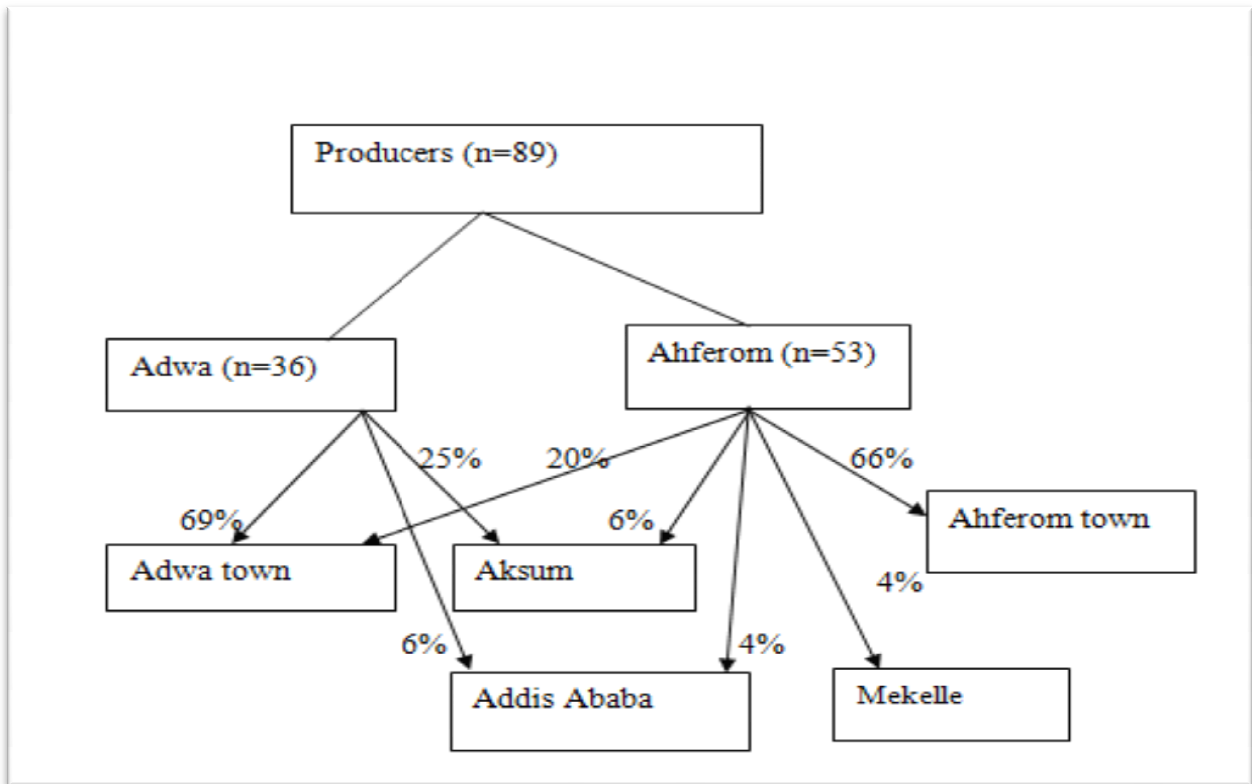 Producers (n=89)
Adwa (n=36)
Ahferom (n=53)
25%
20%
66%
69%
6%
Ahferom town
Adwa town
Aksum
4%
6%
4%
Addis Ababa
Mekelle